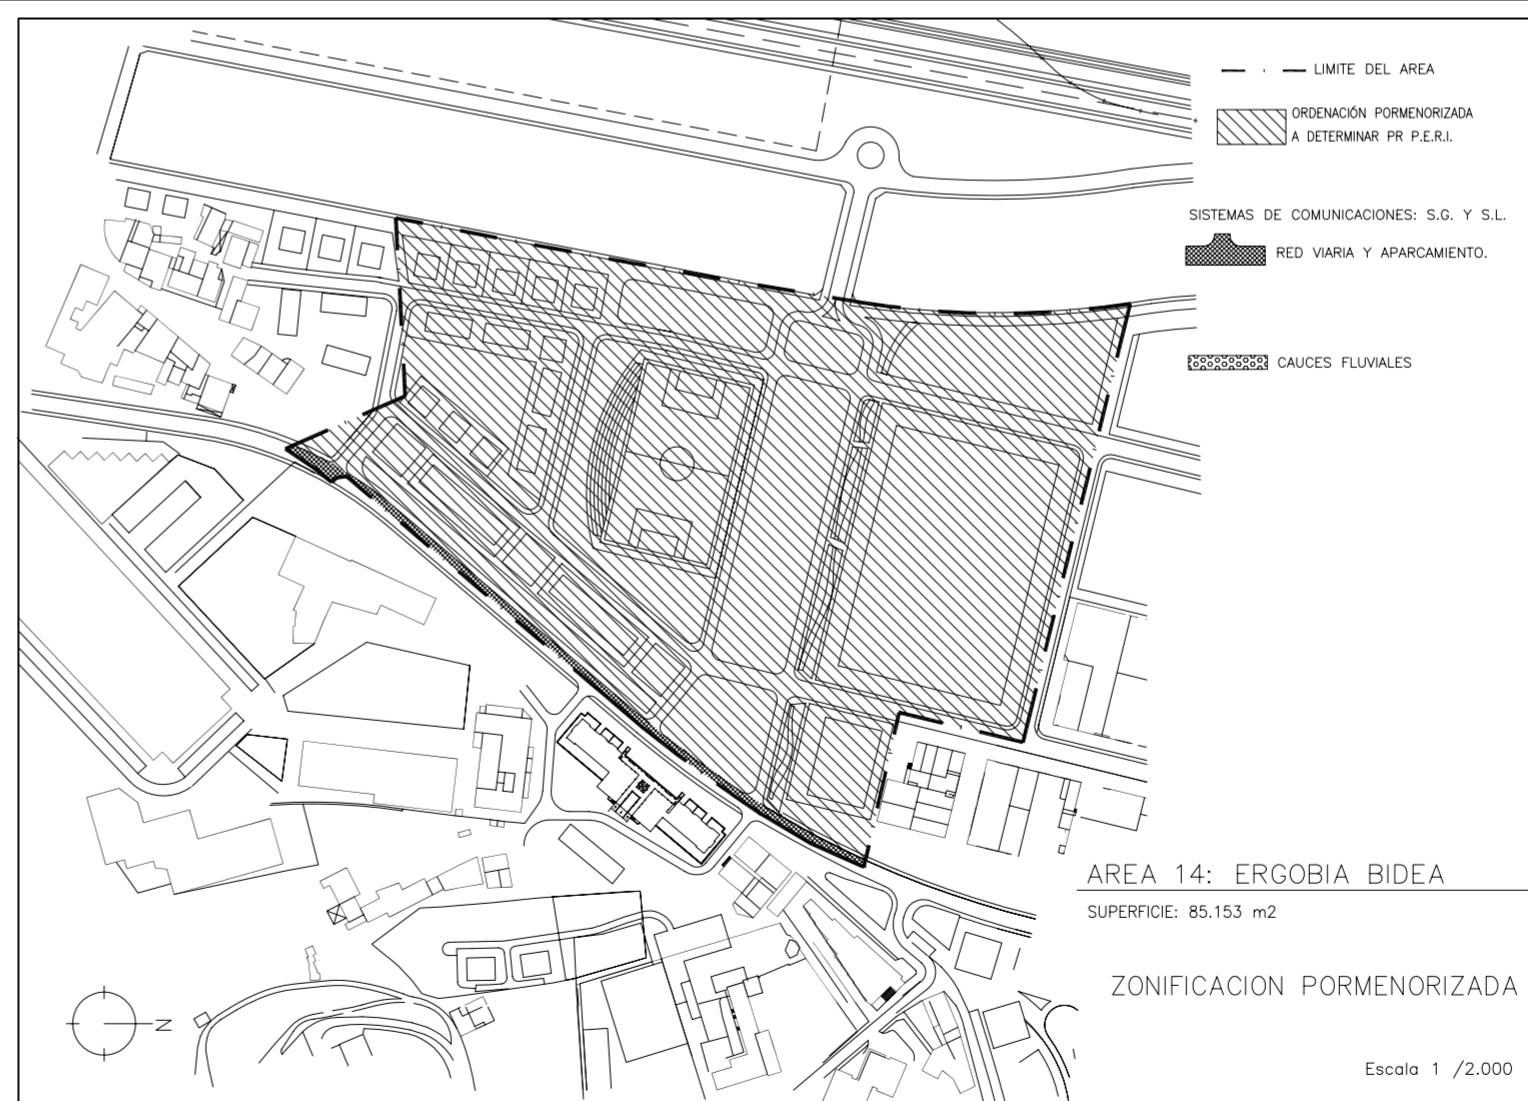 LIMITE DEL AREA
ORDENACIÓN PORMENORIZADA
A DETERMINAR PR P.E.R.I.
SISTEMAS DE COMUNICACIONES: S.G. Y S.L.
RED VIARIA Y APARCAMIENTO.
CAUCES FLUVIALES
AREA 14: ERGOBIA BIDEA
SUPERFICIE: 85.153 m2
ZONIFICACION PORMENORIZADA
N
Escala 1 /2.000